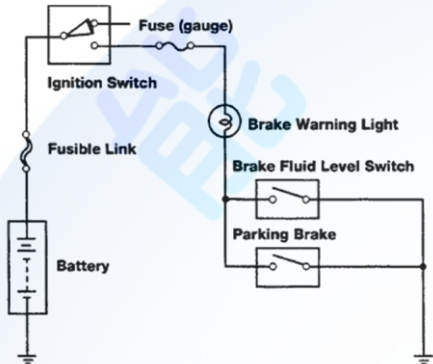 Fuse (gauge)
Ignition Switch
Brake Warning Light
Fusible Link
Brake Fluid Level Switch
Parking Brake
Battery